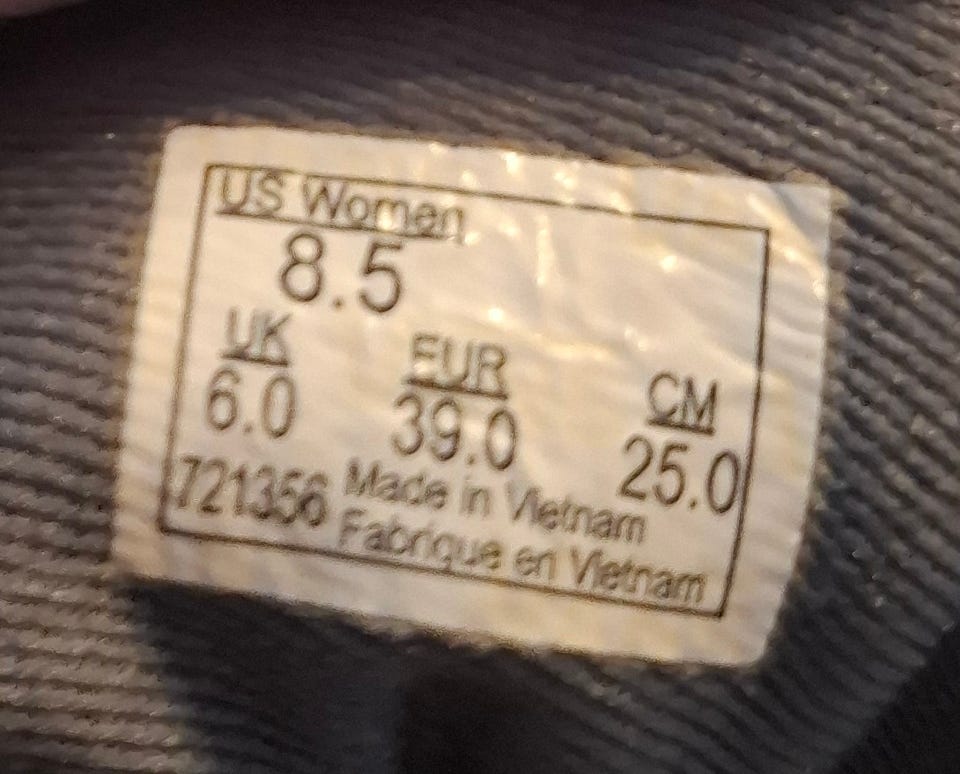 US Women
8.5
UK EUR CM
6.0 39.0 25.0
721356 Made in Vietnam
Fabrique en Vietnam